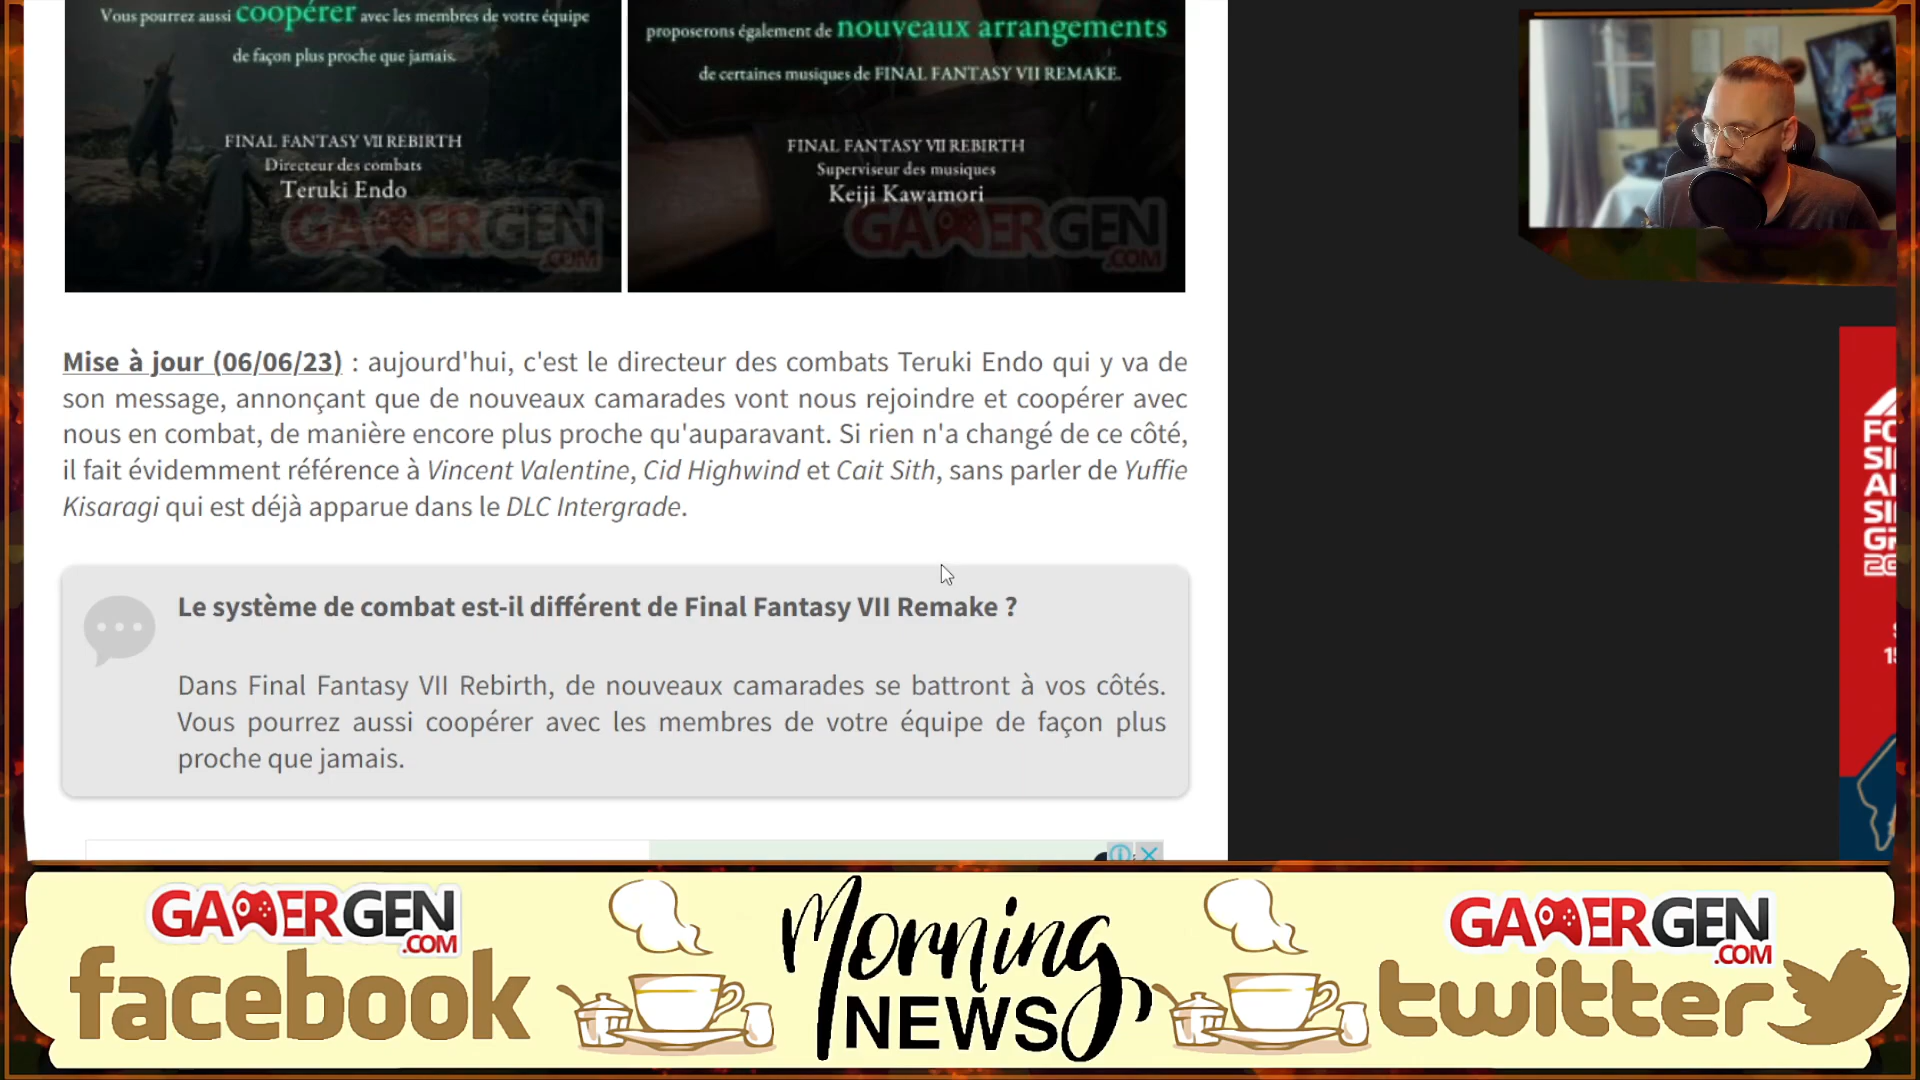 Vous pourrez aussi coopérer avec les membres de votre équipe
de façon plus proche que jamais.
FINAL FANTASY VII REBIRTH
Directeur des combats
Teruki Endo
GAMERGEN
.COM
proposerons également de nouveaux arrangements
de certaines musiques de FINAL FANTASY VII REMAKE.
FINAL FANTASY VII REBIRTH
Superviseur des musiques
Keiji Kawamori
GAMERGEN
.COM
Mise à jour (06/06/23) : aujourd'hui, c'est le directeur des combats Teruki Endo qui y va de
son message, annonçant que de nouveaux camarades vont nous rejoindre et coopérer avec
nous en combat, de manière encore plus proche qu'auparavant. Si rien n'a changé de ce côté,
il fait évidemment référence à Vincent Valentine, Cid Highwind et Cait Sith, sans parler de Yuffie
Kisaragi qui est déjà apparue dans le DLC Intergrade.
Le système de combat est-il différent de Final Fantasy VII Remake ?
Dans Final Fantasy VII Rebirth, de nouveaux camarades se battront à vos côtés.
Vous pourrez aussi coopérer avec les membres de votre équipe de façon plus
proche que jamais.
GAMERGEN
.COM
facebook
Morning
NEWS
GAMERGEN
.COM
twitter